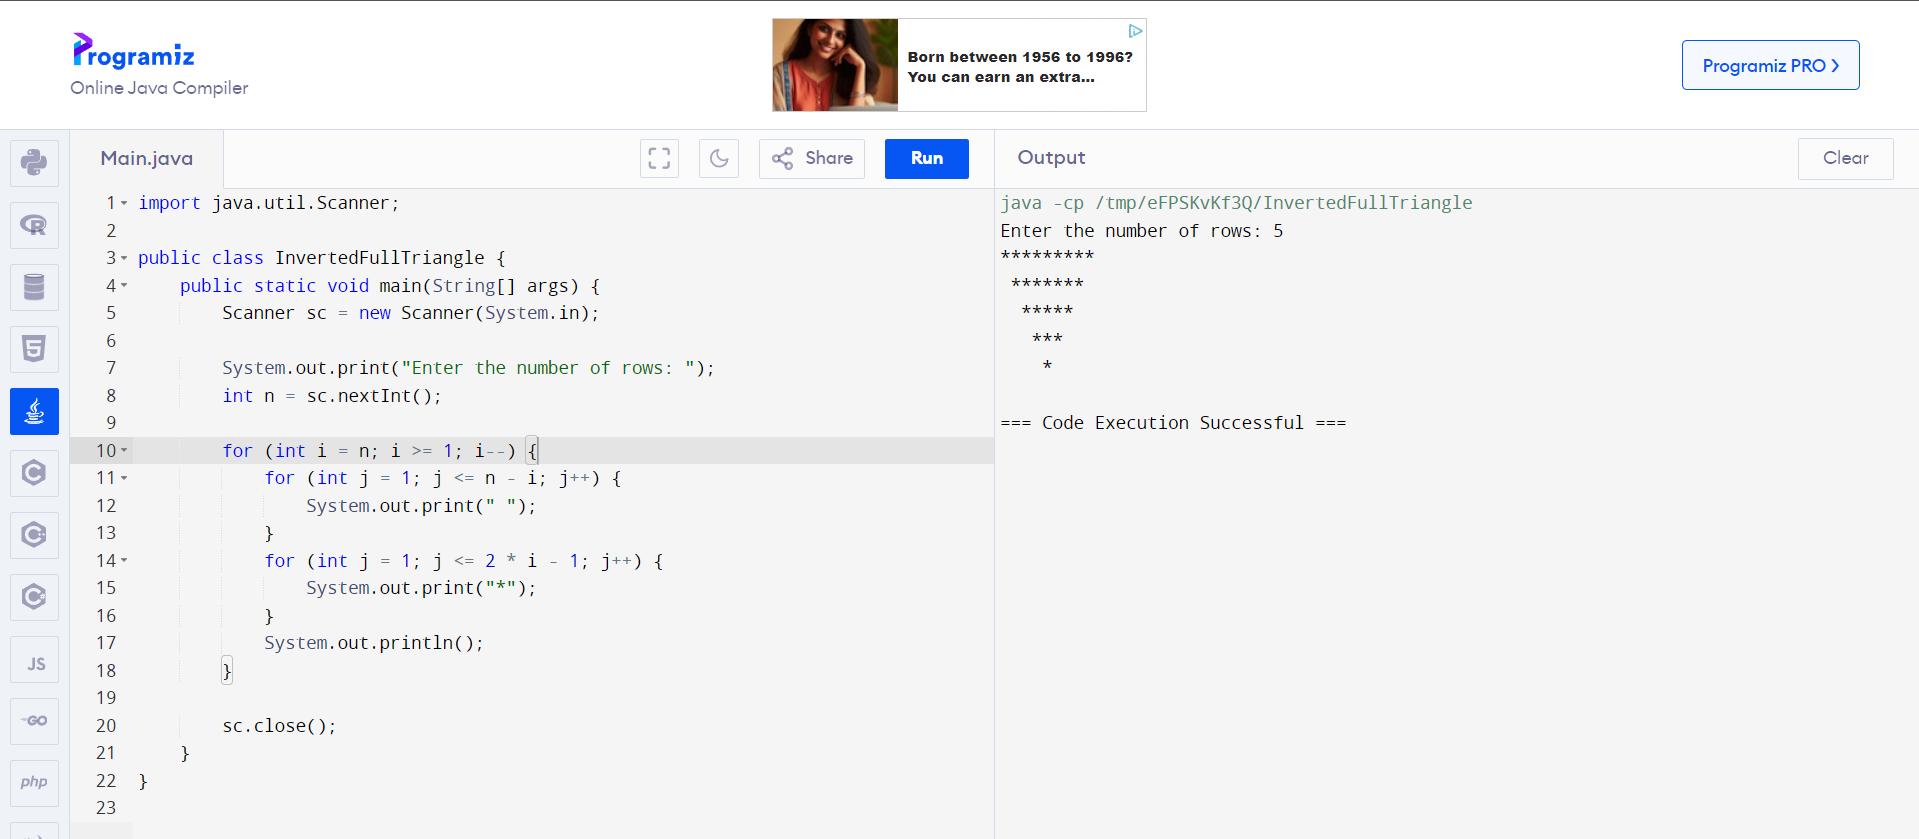 Programiz
Online Java Compiler
Born between 1956 to 1996?
You can earn an extra...
Programiz PRO
Main.java
Share
Run
Output
Clear
1 import java.util.Scanner;
2
3 public class InvertedFullTriangle {
4     public static void main(String[] args) {
5         Scanner sc = new Scanner(System.in);
6
7         System.out.print("Enter the number of rows: ");
8         int n = sc.nextInt();
9
10         for (int i = n; i >= 1; i--) {
11             for (int j = 1; j <= n - i; j++) {
12                 System.out.print(" ");
13             }
14             for (int j = 1; j <= 2 * i - 1; j++) {
15                 System.out.print("*");
16             }
17             System.out.println();
18         }
19
20         sc.close();
21     }
22 }
23
java -cp /tmp/eFPSKvKf3Q/InvertedFullTriangle
Enter the number of rows: 5
*********
 *******
  *****
   ***
    *
=== Code Execution Successful ===
R
5
C
C++
C#
JS
GO
php